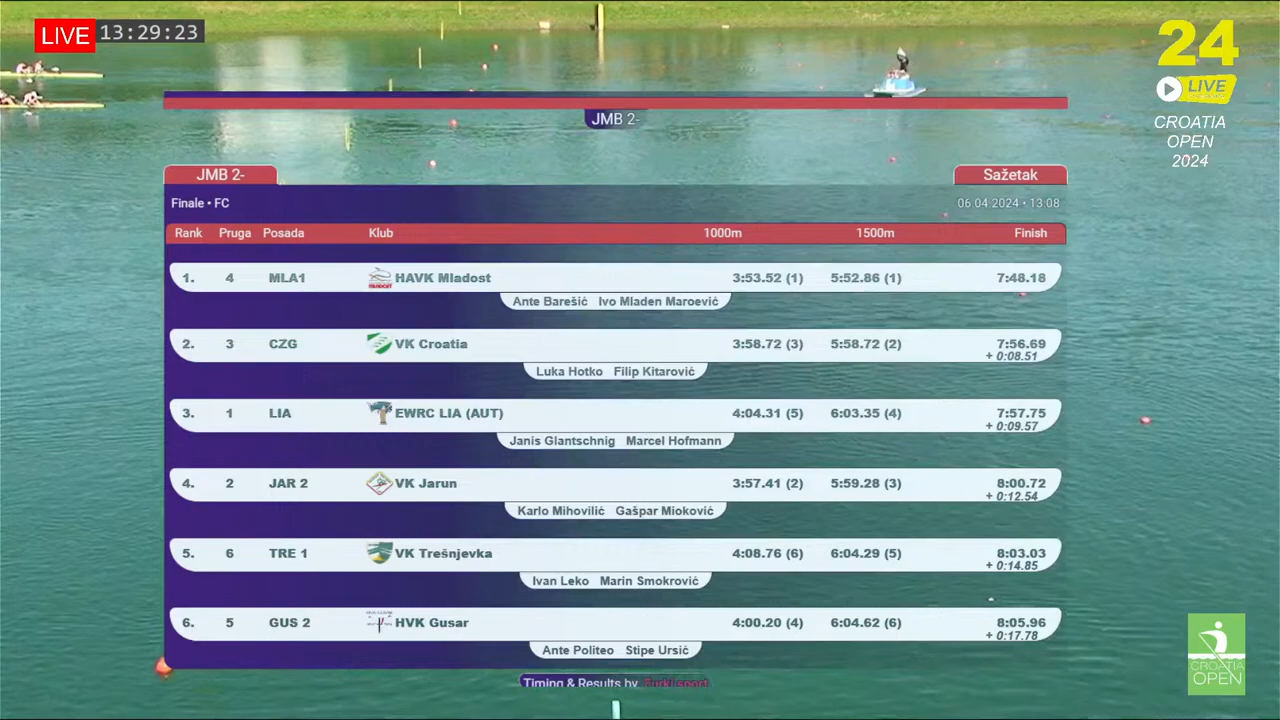 LIVE 13:29:23
24
LIVE
CROATIA
OPEN
2024
JMB 2-
JMB 2- Sažetak
Finale • FC 06.04.2024 • 13:08
Rank Pruga Posada Klub 1000m 1500m Finish
1. 4 MLA1 HAVK Mladost 3:53.52 (1) 5:52.86 (1) 7:48.18
Ante Barešić Ivo Mladen Maroević
2. 3 CZG VK Croatia 3:58.72 (3) 5:58.72 (2) 7:56.69
+ 0:08.51
Luka Hotko Filip Kitarović
3. 1 LIA EWRC LIA (AUT) 4:04.31 (5) 6:03.35 (4) 7:57.75
+ 0:09.57
Janis Glantschnig Marcel Hofmann
4. 2 JAR 2 VK Jarun 3:57.41 (2) 5:59.28 (3) 8:00.72
+ 0:12.54
Karlo Mihovilić Gašpar Mioković
5. 6 TRE 1 VK Trešnjevka 4:08.76 (6) 6:04.29 (5) 8:03.03
+ 0:14.85
Ivan Leko Marin Smokrović
6. 5 GUS 2 HVK Gusar 4:00.20 (4) 6:04.62 (6) 8:05.96
+ 0:17.78
Ante Politeo Stipe Ursić
Timing & Results by
CROATIA
OPEN